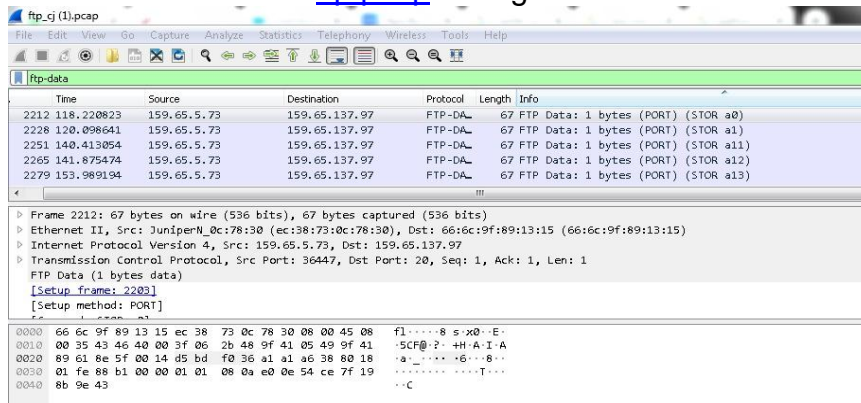 ftp_cj (1).pcap
File Edit View Go Capture Analyze Statistics Telephony Wireless Tools Help
ftp-data
Time Source Destination Protocol Length Info
2212 118.220823 159.65.5.73 159.65.137.97 FTP-DA… 67 FTP Data: 1 bytes (PORT) (STOR a0)
2228 120.098641 159.65.5.73 159.65.137.97 FTP-DA… 67 FTP Data: 1 bytes (PORT) (STOR a1)
2251 140.413054 159.65.5.73 159.65.137.97 FTP-DA… 67 FTP Data: 1 bytes (PORT) (STOR a11)
2265 141.875474 159.65.5.73 159.65.137.97 FTP-DA… 67 FTP Data: 1 bytes (PORT) (STOR a12)
2279 153.989194 159.65.5.73 159.65.137.97 FTP-DA… 67 FTP Data: 1 bytes (PORT) (STOR a13)
Frame 2212: 67 bytes on wire (536 bits), 67 bytes captured (536 bits)
Ethernet II, Src: JuniperN_0c:78:30 (ec:38:73:0c:78:30), Dst: 66:6c:9f:89:13:15 (66:6c:9f:89:13:15)
Internet Protocol Version 4, Src: 159.65.5.73, Dst: 159.65.137.97
Transmission Control Protocol, Src Port: 36447, Dst Port: 20, Seq: 1, Ack: 1, Len: 1
FTP Data (1 bytes data)
[Setup frame: 2203]
[Setup method: PORT]
0000 66 6c 9f 89 13 15 ec 38 73 0c 78 30 08 00 45 08 fl·····8 s·x0··E·
0010 00 35 43 46 40 00 3f 06 2b 48 9f 41 05 49 9f 41 ·5CF@·?· +H·A·I·A
0020 89 61 8e 5f 00 14 d5 bd f0 36 a1 a1 a6 38 80 18 ·a·_···· ·6···8··
0030 01 fe 88 b1 00 00 01 01 08 0a e0 0e 54 ce 7f 19 ········ ····T···
0040 8b 9e 43 ··C